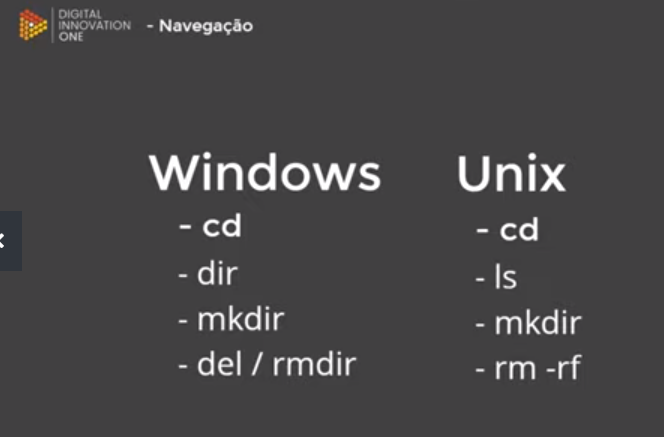 DIGITAL
INNOVATION
ONE
- Navegação
Windows
- cd
- dir
- mkdir
- del / rmdir
Unix
- cd
- ls
- mkdir
- rm -rf